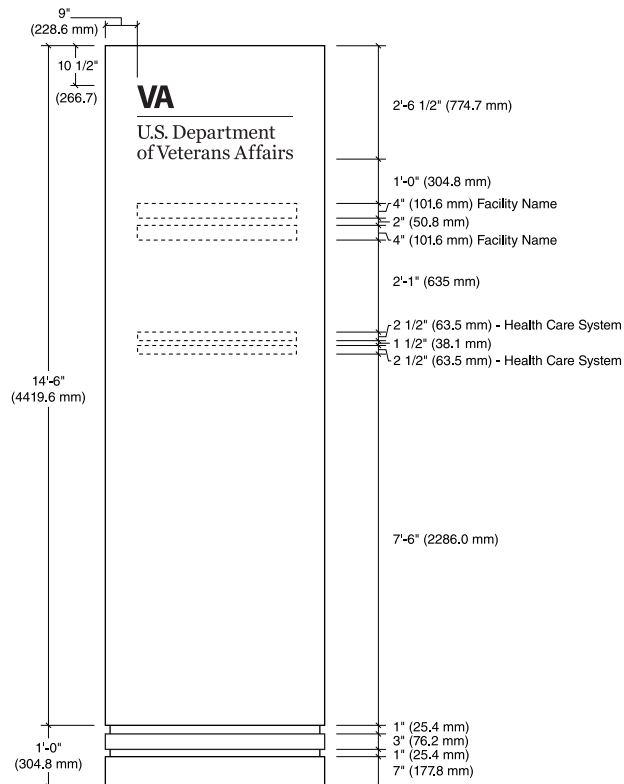 9"
(228.6 mm)
10 1/2"
(266.7)
VA
U.S. Department
of Veterans Affairs
2'-6 1/2" (774.7 mm)
1'-0" (304.8 mm)
4" (101.6 mm) Facility Name
2" (50.8 mm)
4" (101.6 mm) Facility Name
2'-1" (635 mm)
2 1/2" (63.5 mm) - Health Care System
1 1/2" (38.1 mm)
2 1/2" (63.5 mm) - Health Care System
14'-6"
(4419.6 mm)
7'-6" (2286.0 mm)
1'-0"
(304.8 mm)
1" (25.4 mm)
3" (76.2 mm)
1" (25.4 mm)
7" (177.8 mm)